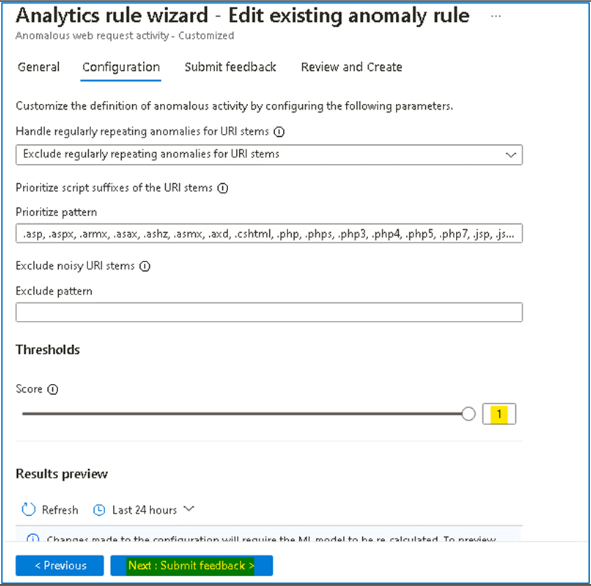 Analytics rule wizard - Edit existing anomaly rule ...
Anomalous web request activity - Customized
General Configuration Submit feedback Review and Create
Customize the definition of anomalous activity by configuring the following parameters.
Handle regularly repeating anomalies for URI stems
Exclude regularly repeating anomalies for URI stems
Prioritize script suffixes of the URI stems
Prioritize pattern
.asp, .aspx, .armx, .asax, .ashz, .asmx, .axd, .cshtml, .php, .phps, .php3, .php4, .php5, .php7, .jsp, .js...
Exclude noisy URI stems
Exclude pattern
Thresholds
Score
1
Results preview
Refresh Last 24 hours
Changes made to the configuration will require the ML model to be re-calculated. To preview
< Previous Next : Submit feedback >